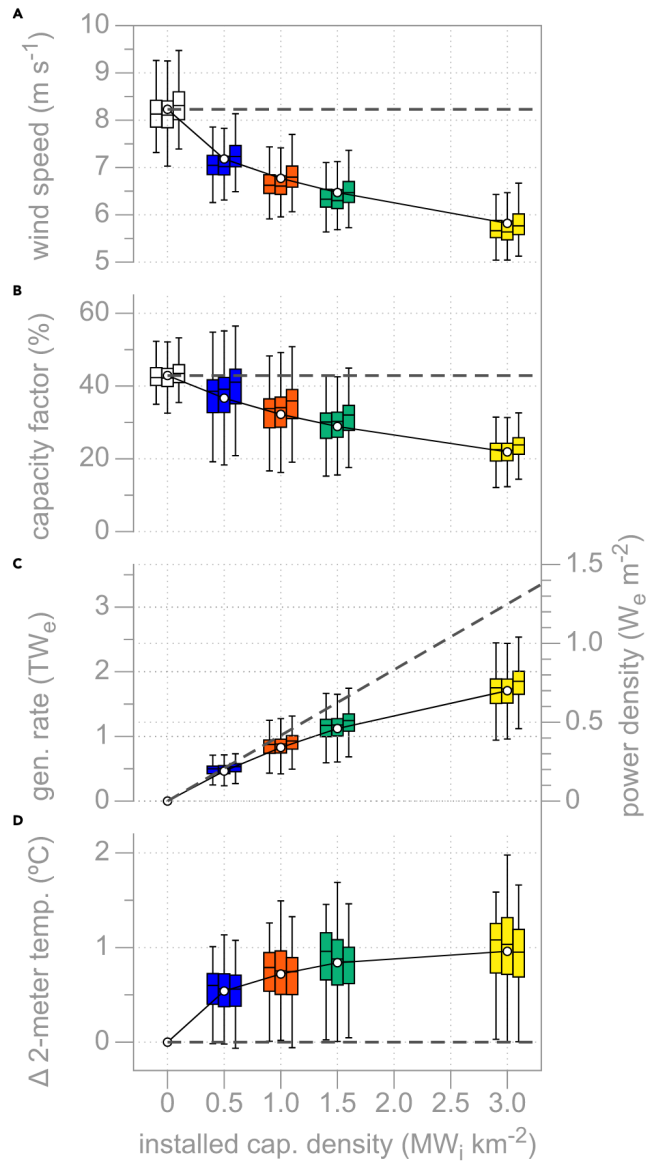 A
wind speed (m s-1)
10
9
8
7
6
5
B
capacity factor (%)
60
40
20
0
C
gen. rate (TWe)
3
2
1
0
power density (We m-2)
1.5
1.0
0.5
0
D
Δ 2-meter temp. (ºC)
2
1
0
0 0.5 1.0 1.5 2.0 2.5 3.0
installed cap. density (MWi km-2)